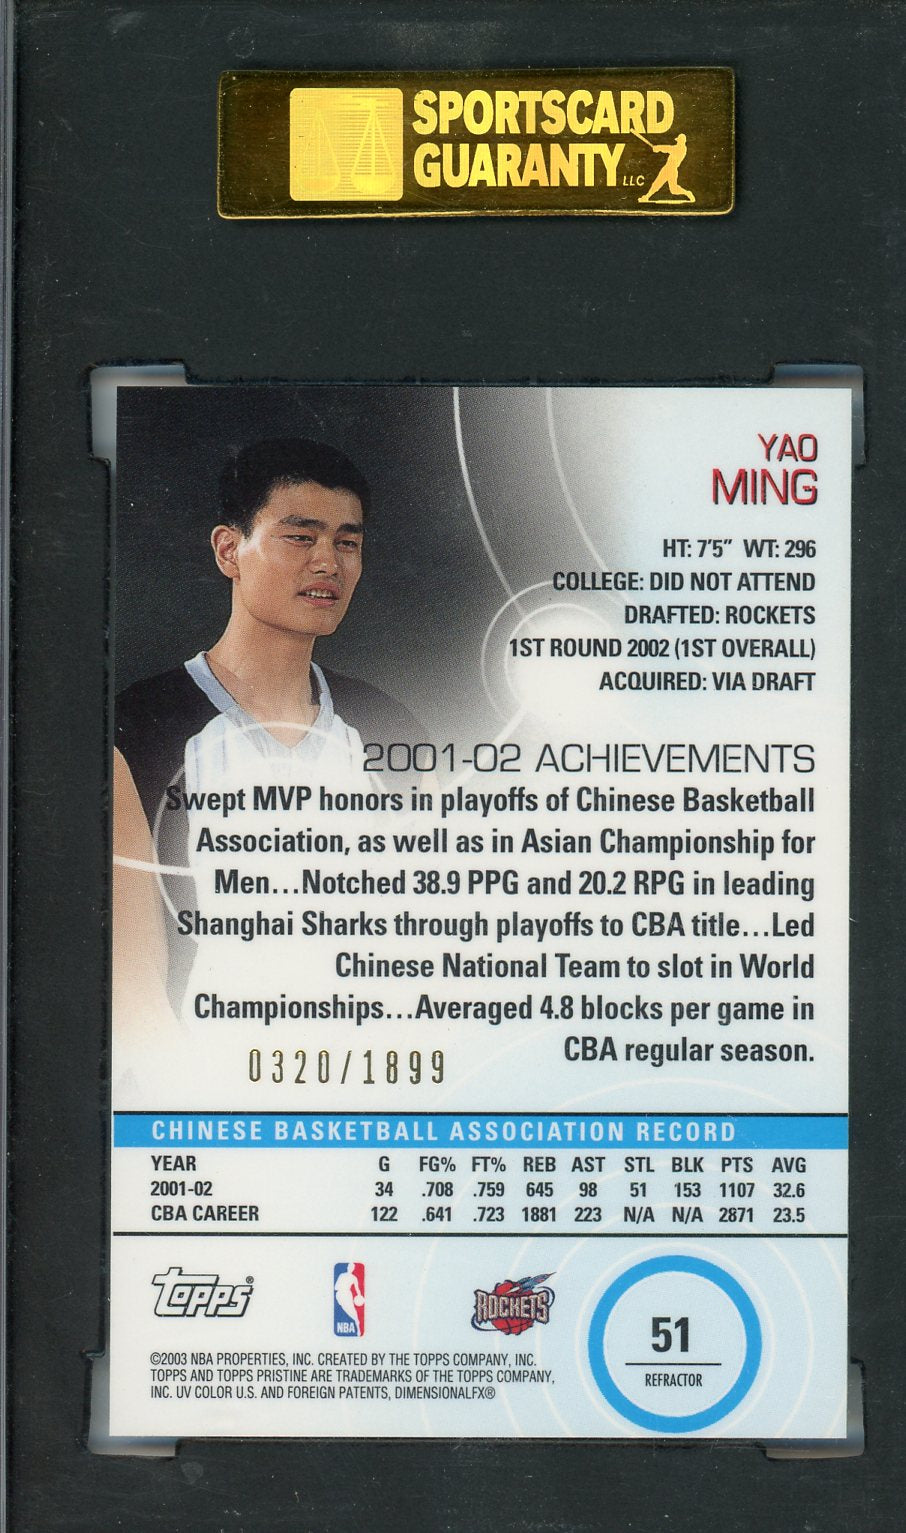 SPORTSCARD
GUARANTY LLC
YAO
MING
HT: 7'5" WT: 296
COLLEGE: DID NOT ATTEND
DRAFTED: ROCKETS
1ST ROUND 2002 (1ST OVERALL)
ACQUIRED: VIA DRAFT
2001-02 ACHIEVEMENTS
Swept MVP honors in playoffs of Chinese Basketball
Association, as well as in Asian Championship for
Men...Notched 38.9 PPG and 20.2 RPG in leading
Shanghai Sharks through playoffs to CBA title...Led
Chinese National Team to slot in World
Championships...Averaged 4.8 blocks per game in
CBA regular season.
0320/1899
CHINESE BASKETBALL ASSOCIATION RECORD
YEAR G FG% FT% REB AST STL BLK PTS AVG
2001-02 34 .708 .759 645 98 51 153 1107 32.6
CBA CAREER 122 .641 .723 1881 223 N/A N/A 2871 23.5
Topps®
NBA
ROCKETS
51
REFRACTOR
©2003 NBA PROPERTIES, INC. CREATED BY THE TOPPS COMPANY, INC.
TOPPS AND TOPPS PRISTINE ARE TRADEMARKS OF THE TOPPS COMPANY,
INC. UV COLOR U.S. AND FOREIGN PATENTS, DIMENSIONALFX®